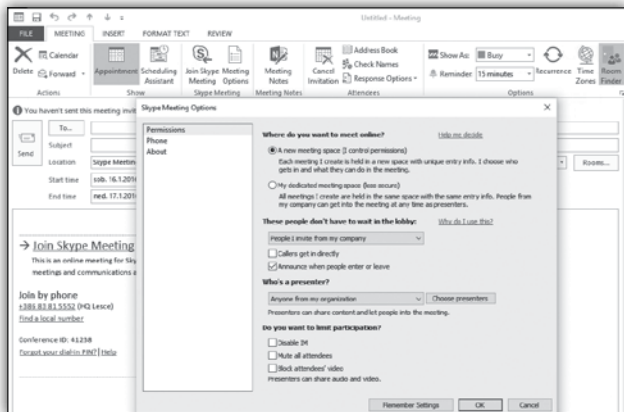 Untitled - Meeting
FILE MEETING INSERT FORMAT TEXT REVIEW
Delete
Calendar
Forward
Actions
Appointment
Scheduling
Assistant
Show
Join Skype
Meeting
Meeting
Options
Skype Meeting
Meeting
Notes
Meeting Notes
Cancel
Invitation
Address Book
Check Names
Response Options
Attendees
Show As:
Busy
Reminder
15 minutes
Recurrence
Time
Zones
Room
Finder
Options
You haven't sent this meeting invit
Send
To...
Subject
Location
Skype Meetin
Rooms...
Start time
sob. 16.1.2016
End time
ned. 17.1.201
→ Join Skype Meeting
This is an online meeting for Sky
meetings and communications a
Join by phone
+386 83 81 5552 (HQ Lesce)
Find a local number
Conference ID: 41258
Forgot your dial-in PIN? | Help
Skype Meeting Options
Permissions
Phone
About
Where do you want to meet online? Help me decide
A new meeting space (I control permissions)
Each meeting I create is held in a new space with unique entry info. I choose who
gets in and what they can do in the meeting.
My dedicated meeting space (less secure)
All meetings I create are held in the same space with the same entry info. People from
my company can get into the meeting at any time as presenters.
These people don't have to wait in the lobby: Why do I use this?
People I invite from my company
Callers get in directly
Announce when people enter or leave
Who's a presenter?
Anyone from my organization
Choose presenters
Presenters can share content and let people into the meeting.
Do you want to limit participation?
Disable IM
Mute all attendees
Block attendees' video
Presenters can share audio and video.
Remember Settings
OK
Cancel